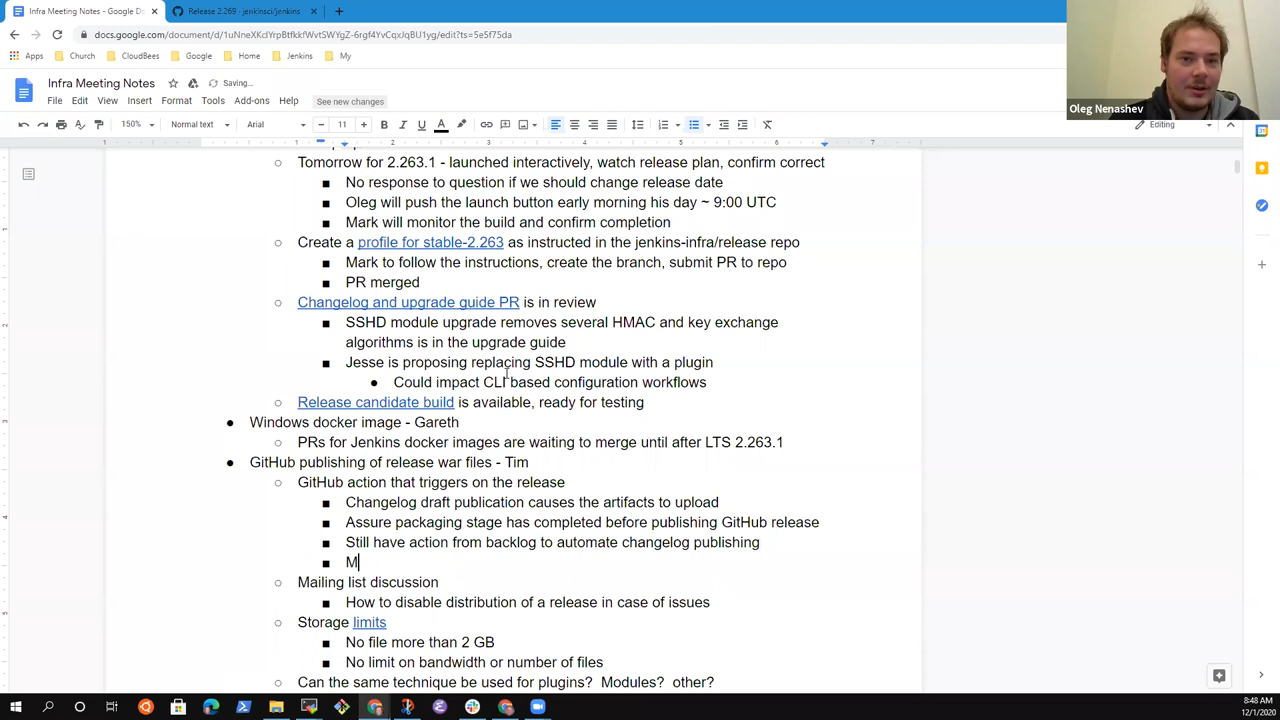 Infra Meeting Notes - Google Do
Release 2.269 · jenkinsci/jenkins
docs.google.com/document/d/1uNneXKcIYrpBtfkkfWvtSWYgZ-6rgf4YvCqxJqBU1yg/edit?ts=5e5f75da
Apps Church CloudBees Google Home Jenkins My
Infra Meeting Notes Saving...
File Edit View Insert Format Tools Add-ons Help See new changes
150% Normal text Arial 11 Editing
Oleg Nenashev
Tomorrow for 2.263.1 - launched interactively, watch release plan, confirm correct
No response to question if we should change release date
Oleg will push the launch button early morning his day ~ 9:00 UTC
Mark will monitor the build and confirm completion
Create a profile for stable-2.263 as instructed in the jenkins-infra/release repo
Mark to follow the instructions, create the branch, submit PR to repo
PR merged
Changelog and upgrade guide PR is in review
SSHD module upgrade removes several HMAC and key exchange
algorithms is in the upgrade guide
Jesse is proposing replacing SSHD module with a plugin
Could impact CLI based configuration workflows
Release candidate build is available, ready for testing
Windows docker image - Gareth
PRs for Jenkins docker images are waiting to merge until after LTS 2.263.1
GitHub publishing of release war files - Tim
GitHub action that triggers on the release
Changelog draft publication causes the artifacts to upload
Assure packaging stage has completed before publishing GitHub release
Still have action from backlog to automate changelog publishing
M
Mailing list discussion
How to disable distribution of a release in case of issues
Storage limits
No file more than 2 GB
No limit on bandwidth or number of files
Can the same technique be used for plugins? Modules? other?
8:48 AM
12/1/2020